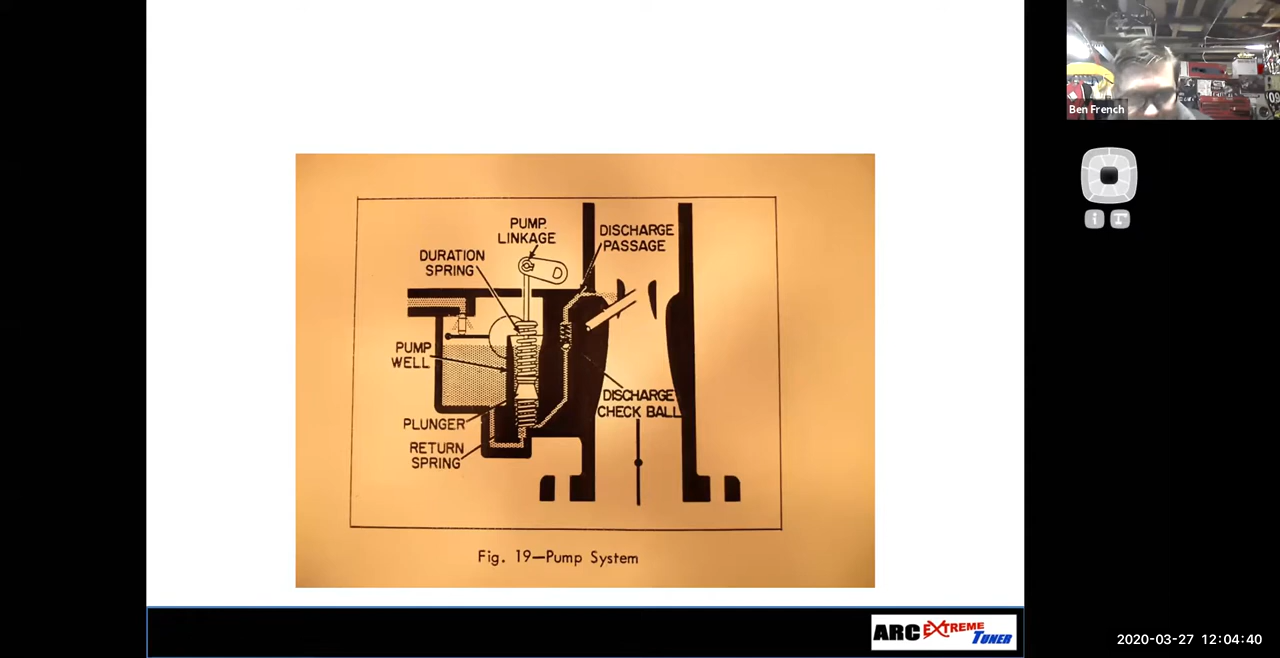 Ben French
PUMP
LINKAGE
DISCHARGE
PASSAGE
DURATION
SPRING
PUMP
WELL
DISCHARGE
CHECK BALL
PLUNGER
RETURN
SPRING
Fig. 19—Pump System
ARC EXTREME
TUNER
2020-03-27 12:04:40